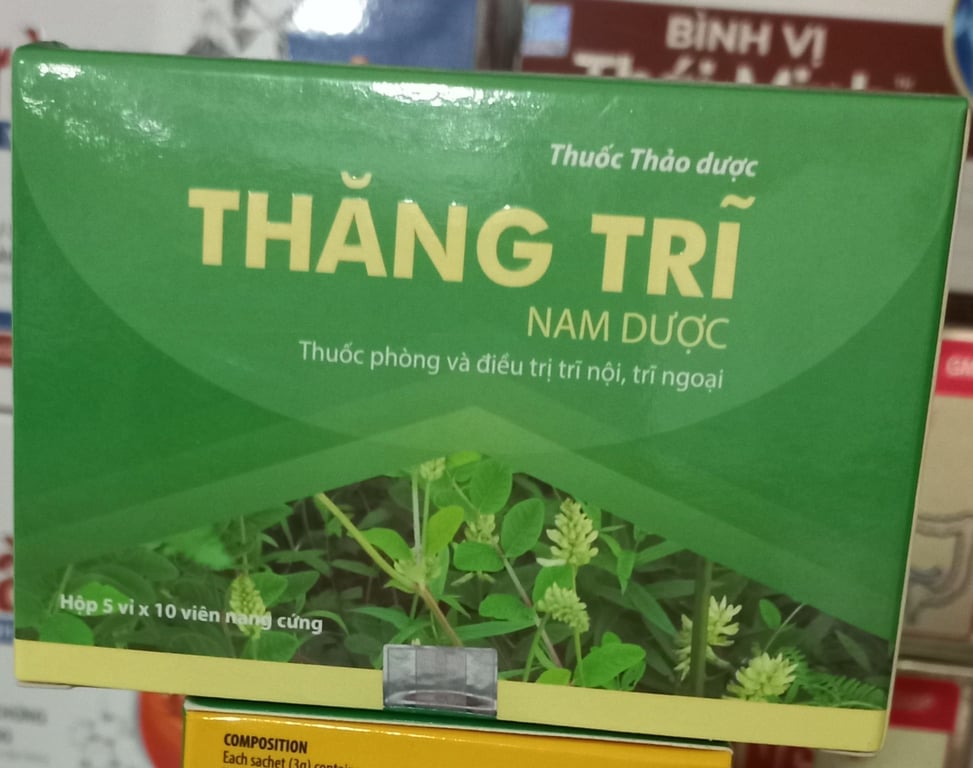 BÌNH VỊ
Thuốc Thảo dược
THĂNG TRĨ
NAM DƯỢC
Thuốc phòng và điều trị trĩ nội, trĩ ngoại
Hộp 5 vỉ x 10 viên nang cứng
COMPOSITION
Each sachet (3g)